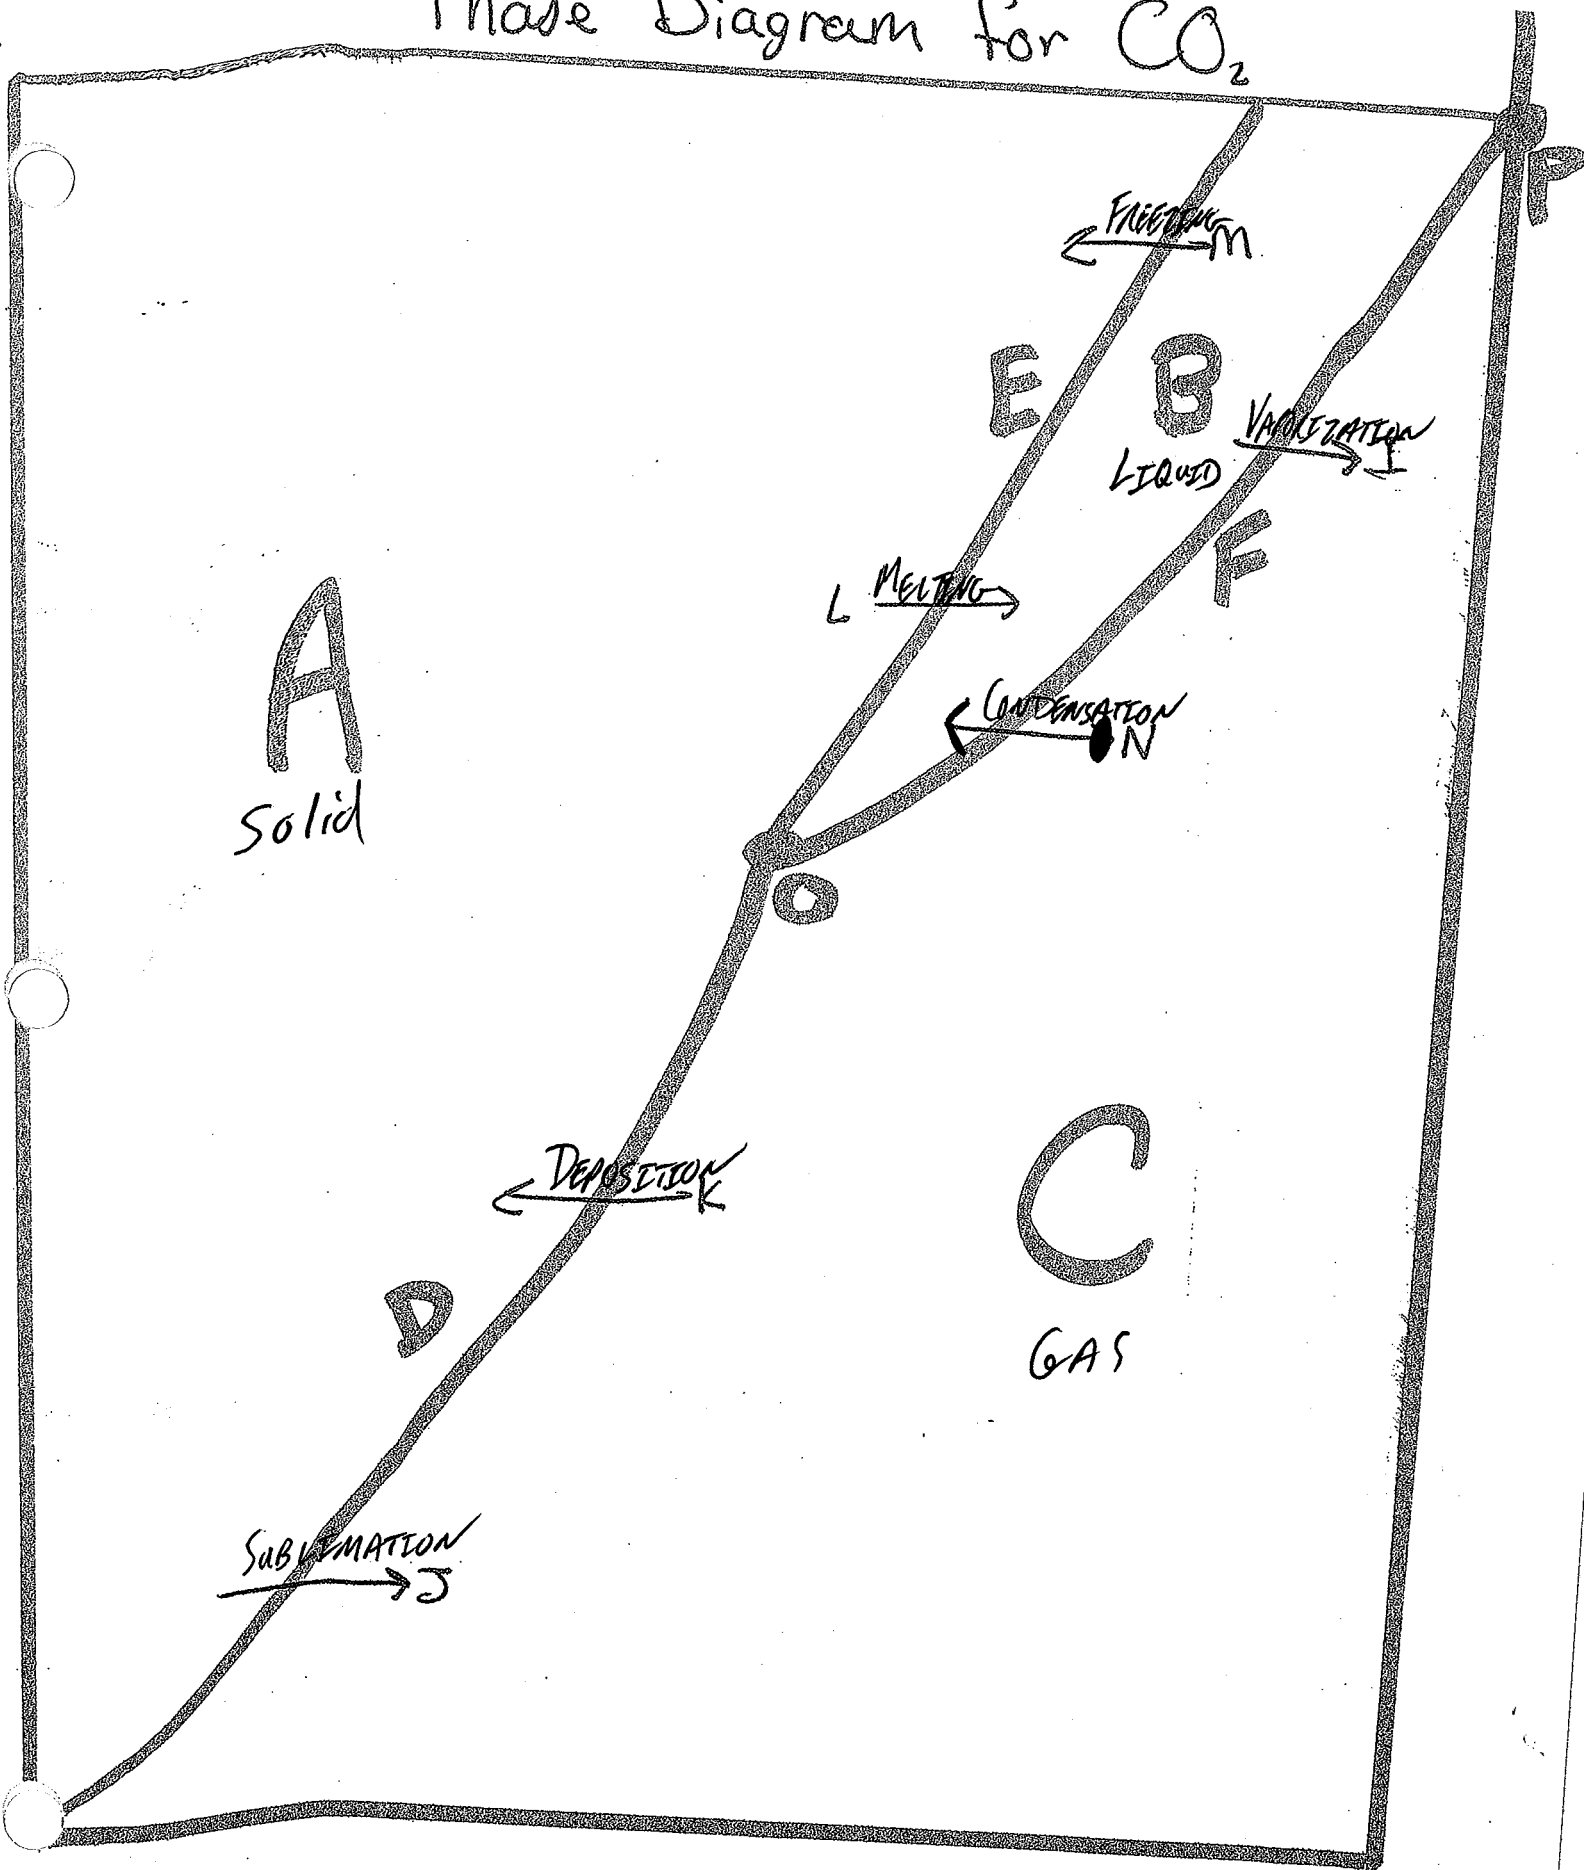 Phase Diagram for CO₂
P
FREEZING
M
E
B
VAPORIZATION
I
LIQUID
F
MELTING
L
A
CONDENSATION
N
Solid
O
C
DEPOSITION
K
D
GAS
SUBLIMATION
J